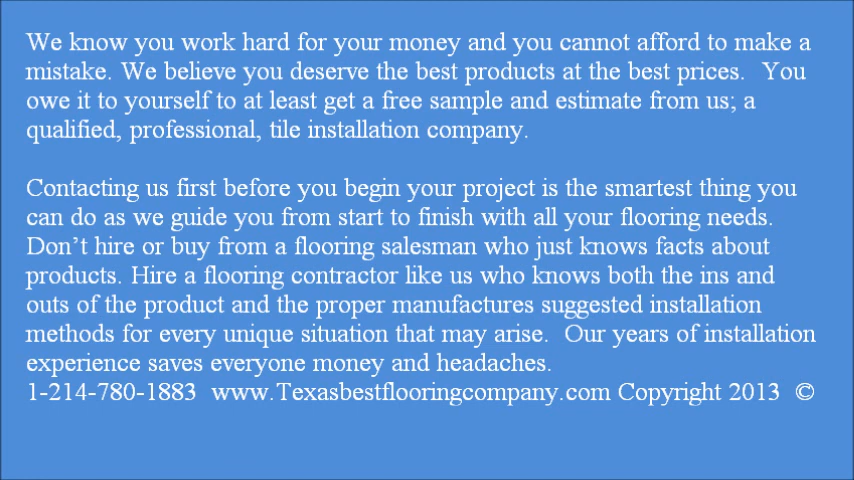 We know you work hard for your money and you cannot afford to make a
mistake. We believe you deserve the best products at the best prices.  You
owe it to yourself to at least get a free sample and estimate from us; a
qualified, professional, tile installation company.
Contacting us first before you begin your project is the smartest thing you
can do as we guide you from start to finish with all your flooring needs.
Don’t hire or buy from a flooring salesman who just knows facts about
products. Hire a flooring contractor like us who knows both the ins and
outs of the product and the proper manufactures suggested installation
methods for every unique situation that may arise.  Our years of installation
experience saves everyone money and headaches.
1-214-780-1883  www.Texasbestflooringcompany.com Copyright 2013  ©